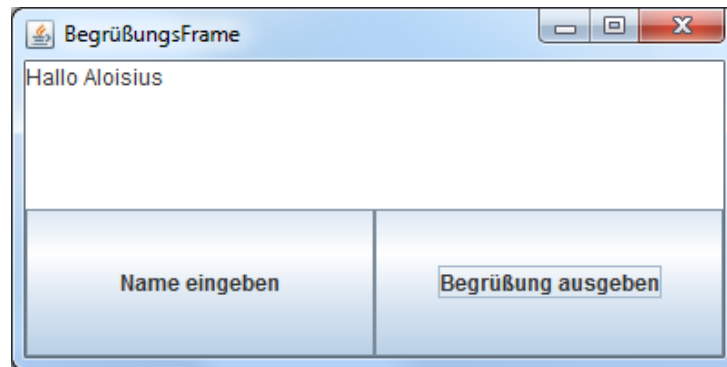 BegrüßungsFrame
Hallo Aloisius
Name eingeben
Begrüßung ausgeben